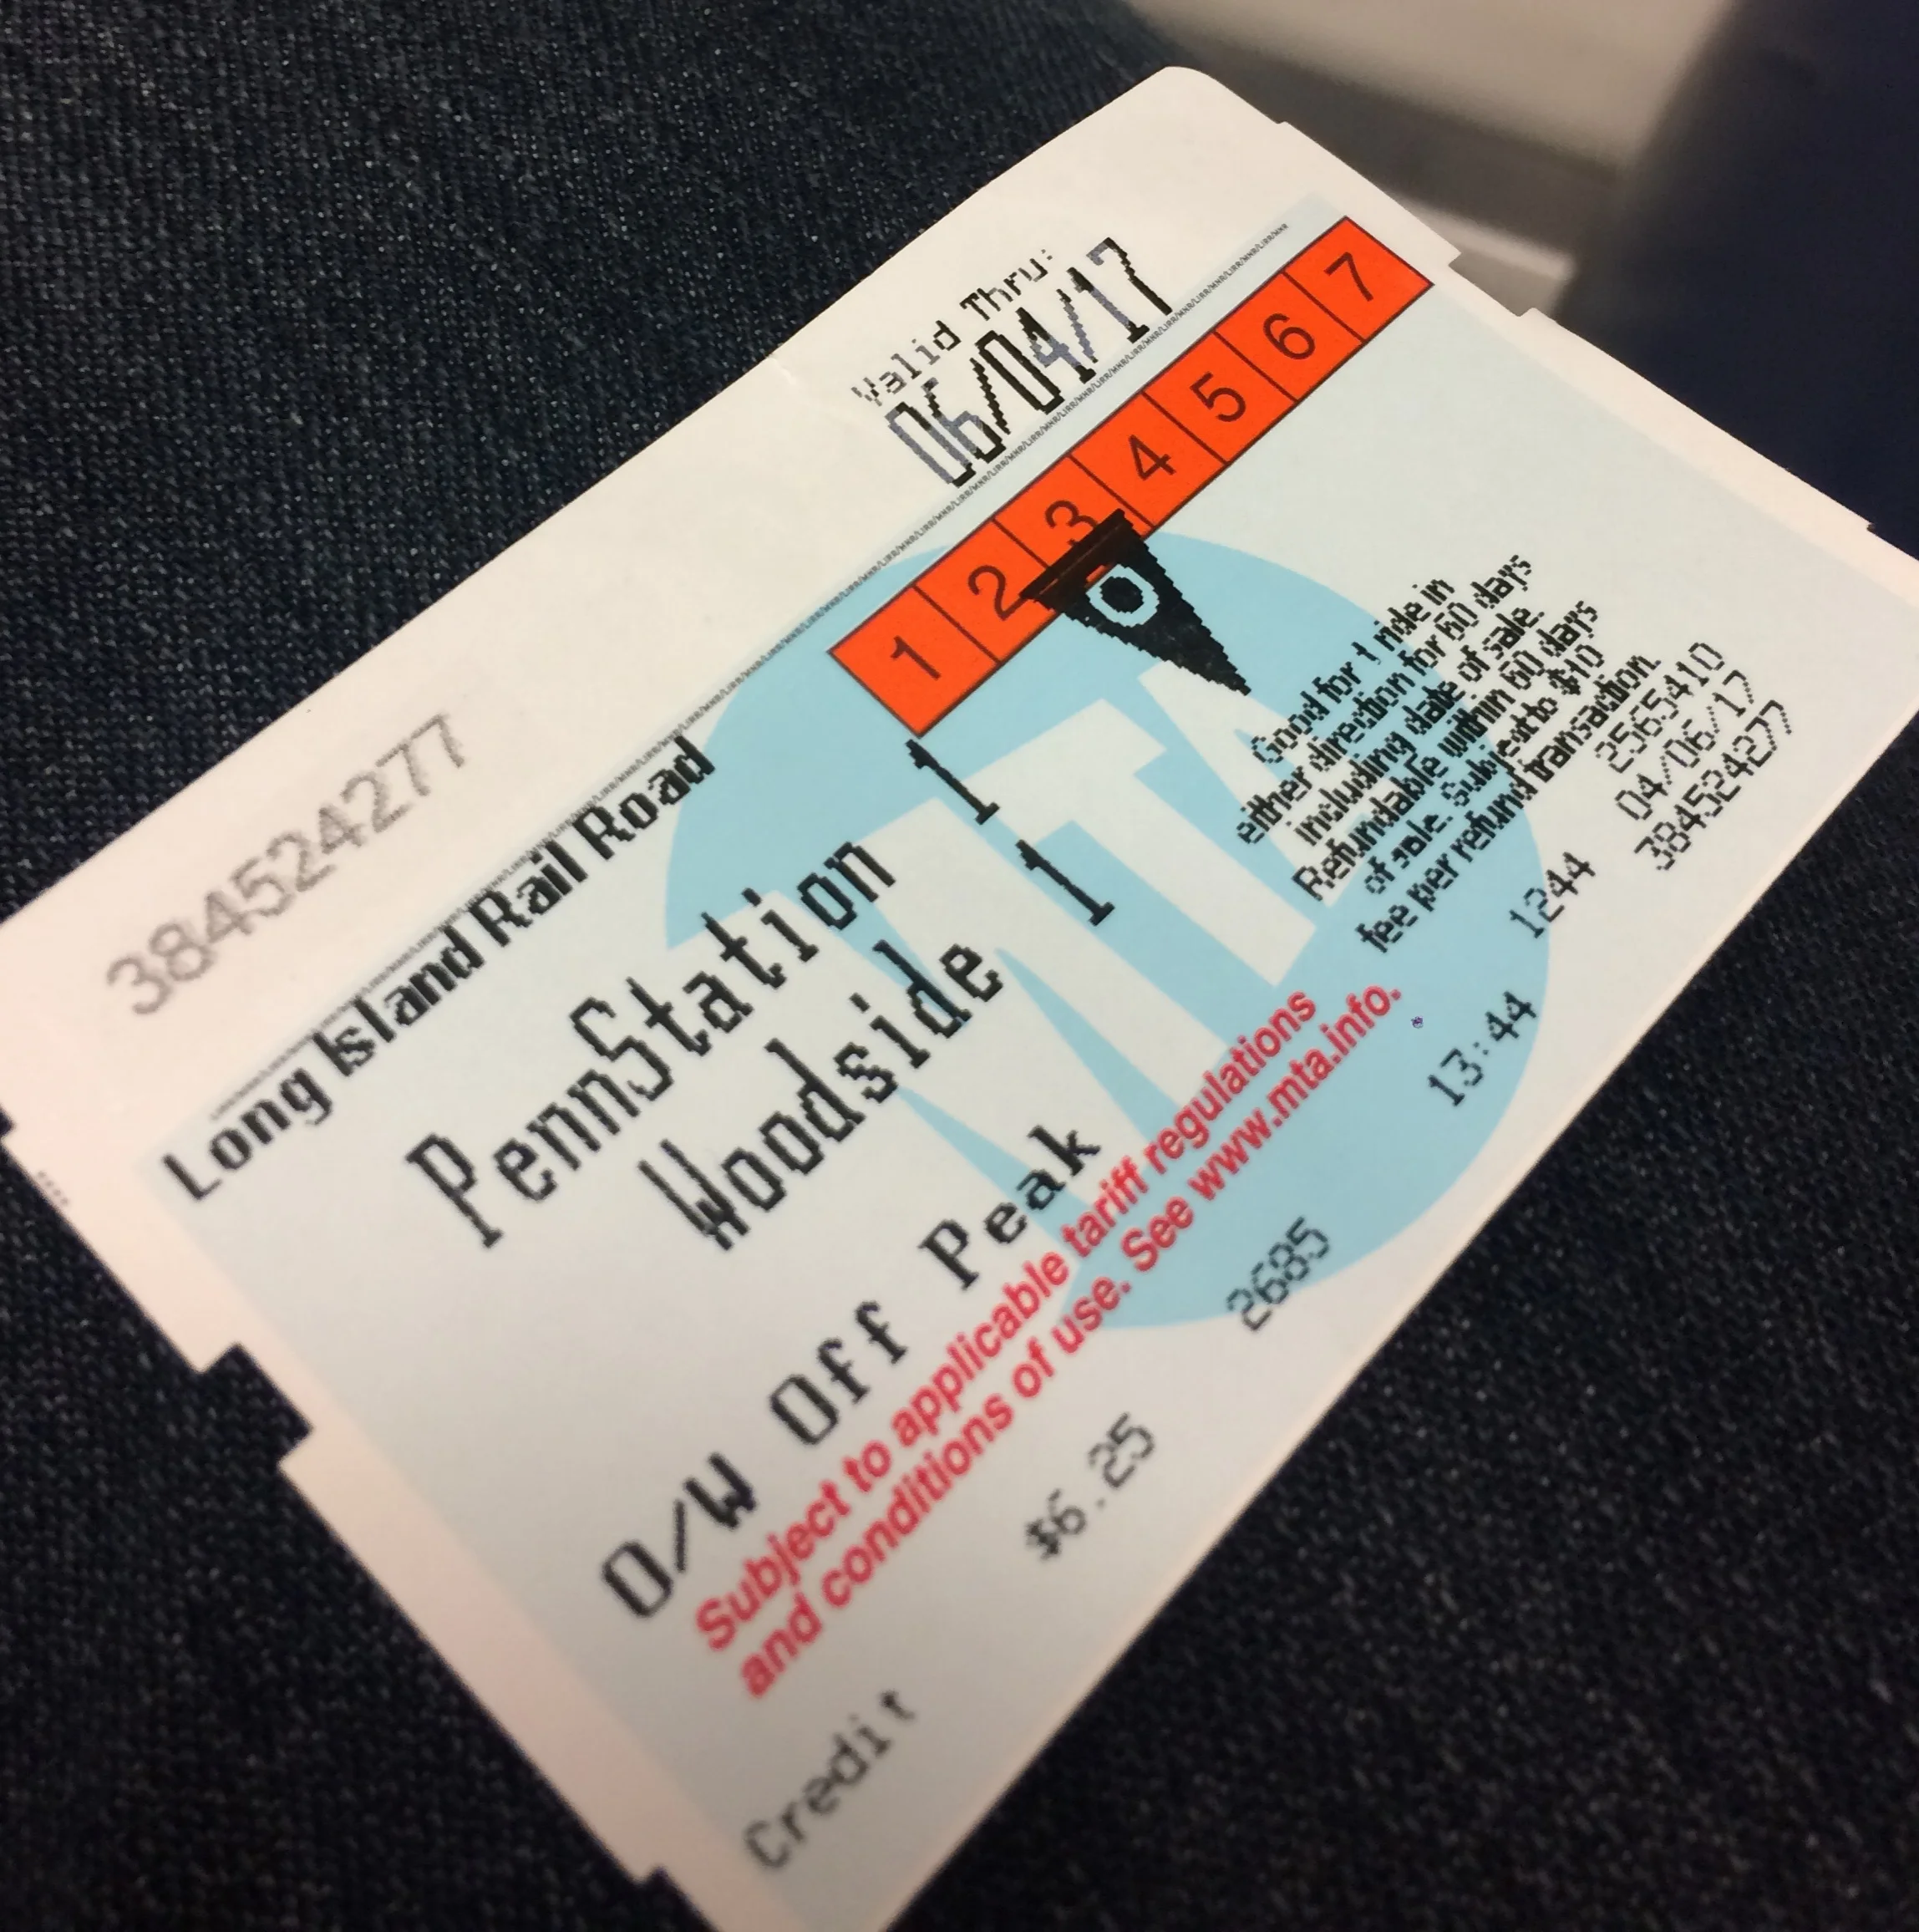 Valid Thru:
06/04/17
384524277
1 2 3 4 5 6 7
Long Island Rail Road
PennStation 1
Woodside 1
O/W Off Peak
MTA
Good for 1 ride in
either direction for 60 days
including date of sale.
Refundable within 60 days
of sale. Subject to $10
fee per refund transaction.
Subject to applicable tariff regulations
and conditions of use. See www.mta.info.
2565410
1244 04/06/17
Credit $6.25 2685 13:44 384524277